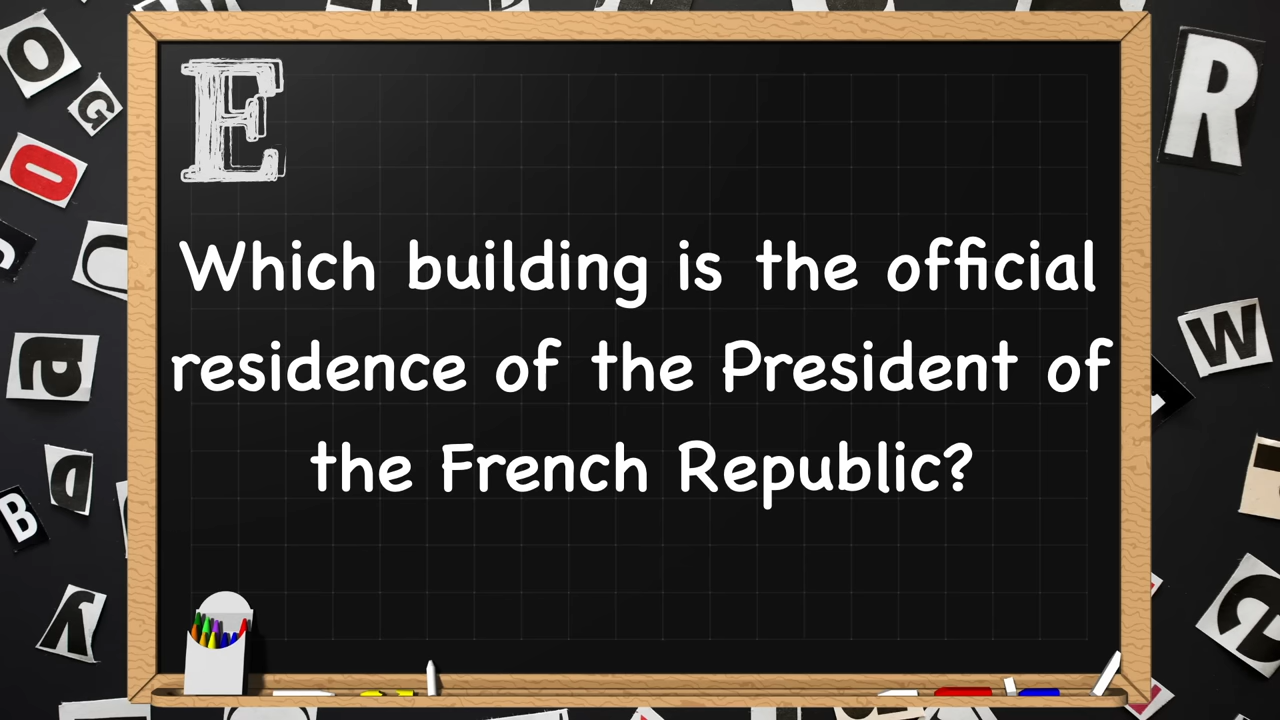 E
Which building is the official
residence of the President of
the French Republic?
O
G
O
a
D
B
y
R
W